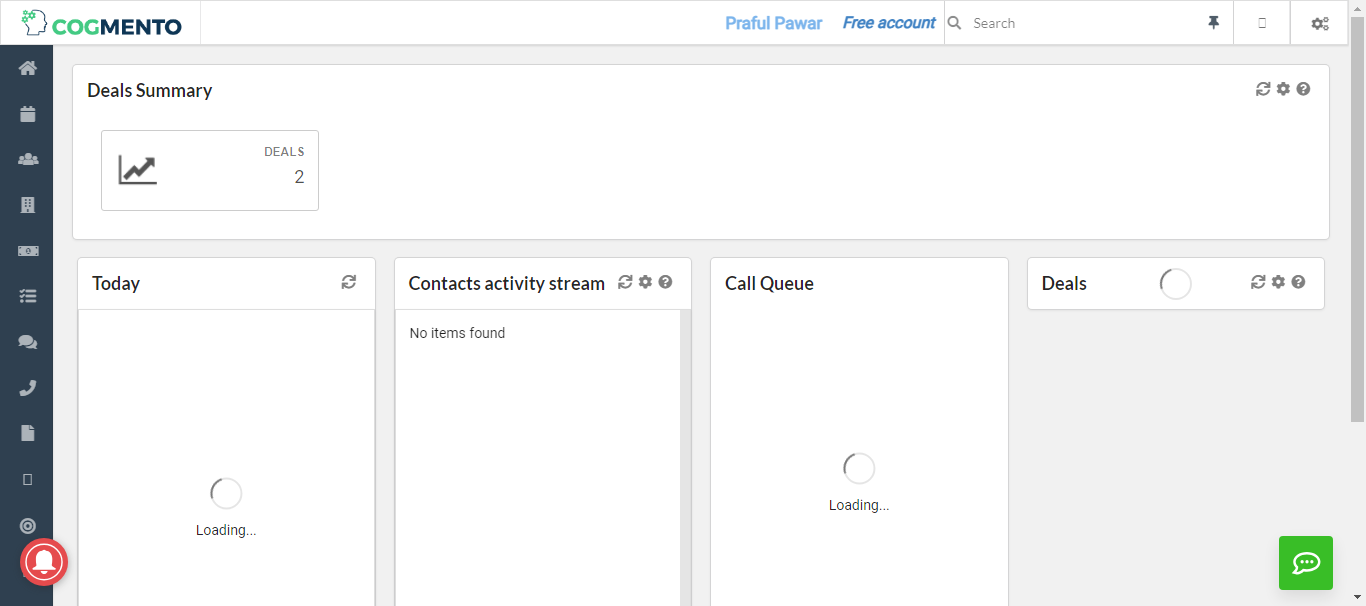 COGMENTO
Praful Pawar
Free account
Search
Deals Summary
DEALS
2
Today
Contacts activity stream
Call Queue
Deals
No items found
Loading...
Loading...